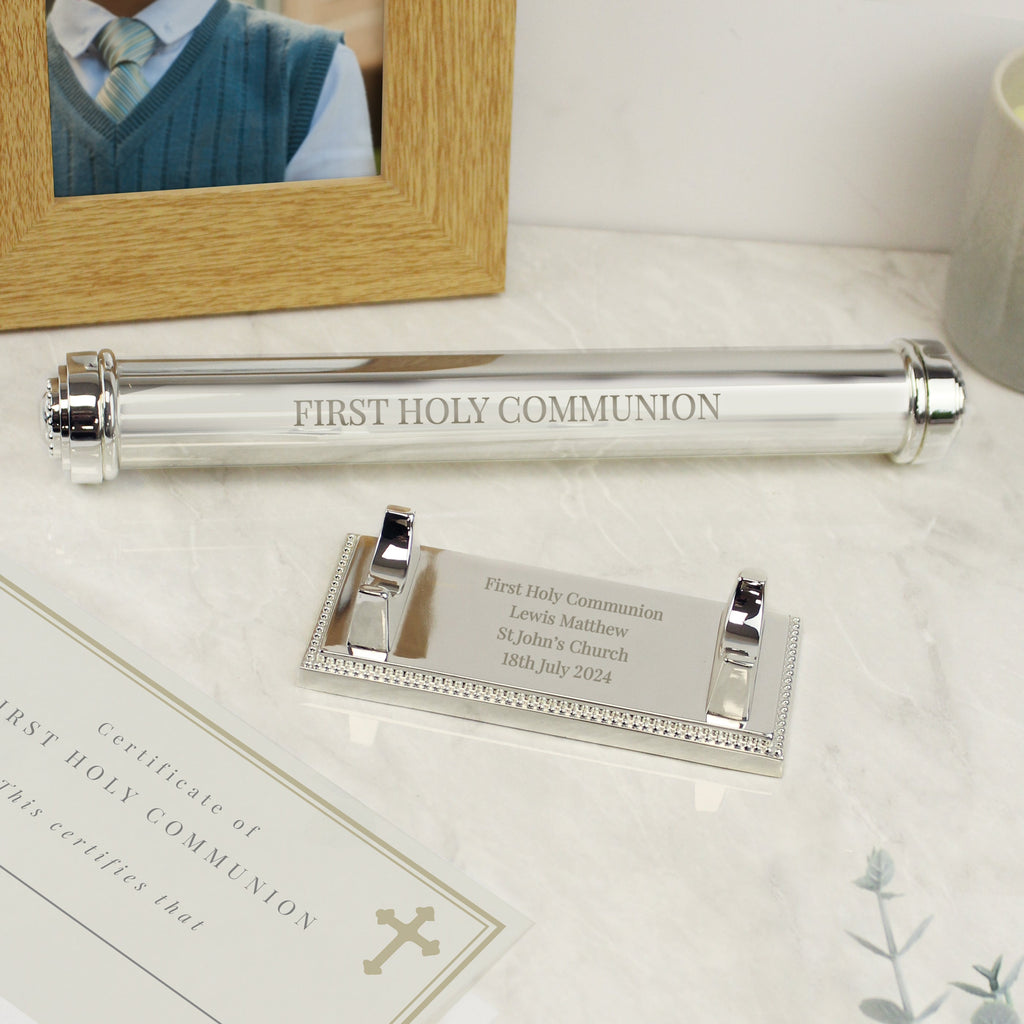 FIRST HOLY COMMUNION
First Holy Communion
Lewis Matthew
St John's Church
18th July 2024
Certificate of
IRST HOLY COMMUNION
This certifies that